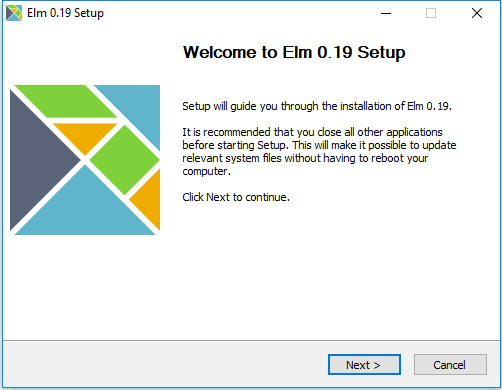 Elm 0.19 Setup
Welcome to Elm 0.19 Setup
Setup will guide you through the installation of Elm 0.19.
It is recommended that you close all other applications
before starting Setup. This will make it possible to update
relevant system files without having to reboot your
computer.
Click Next to continue.
Next >
Cancel